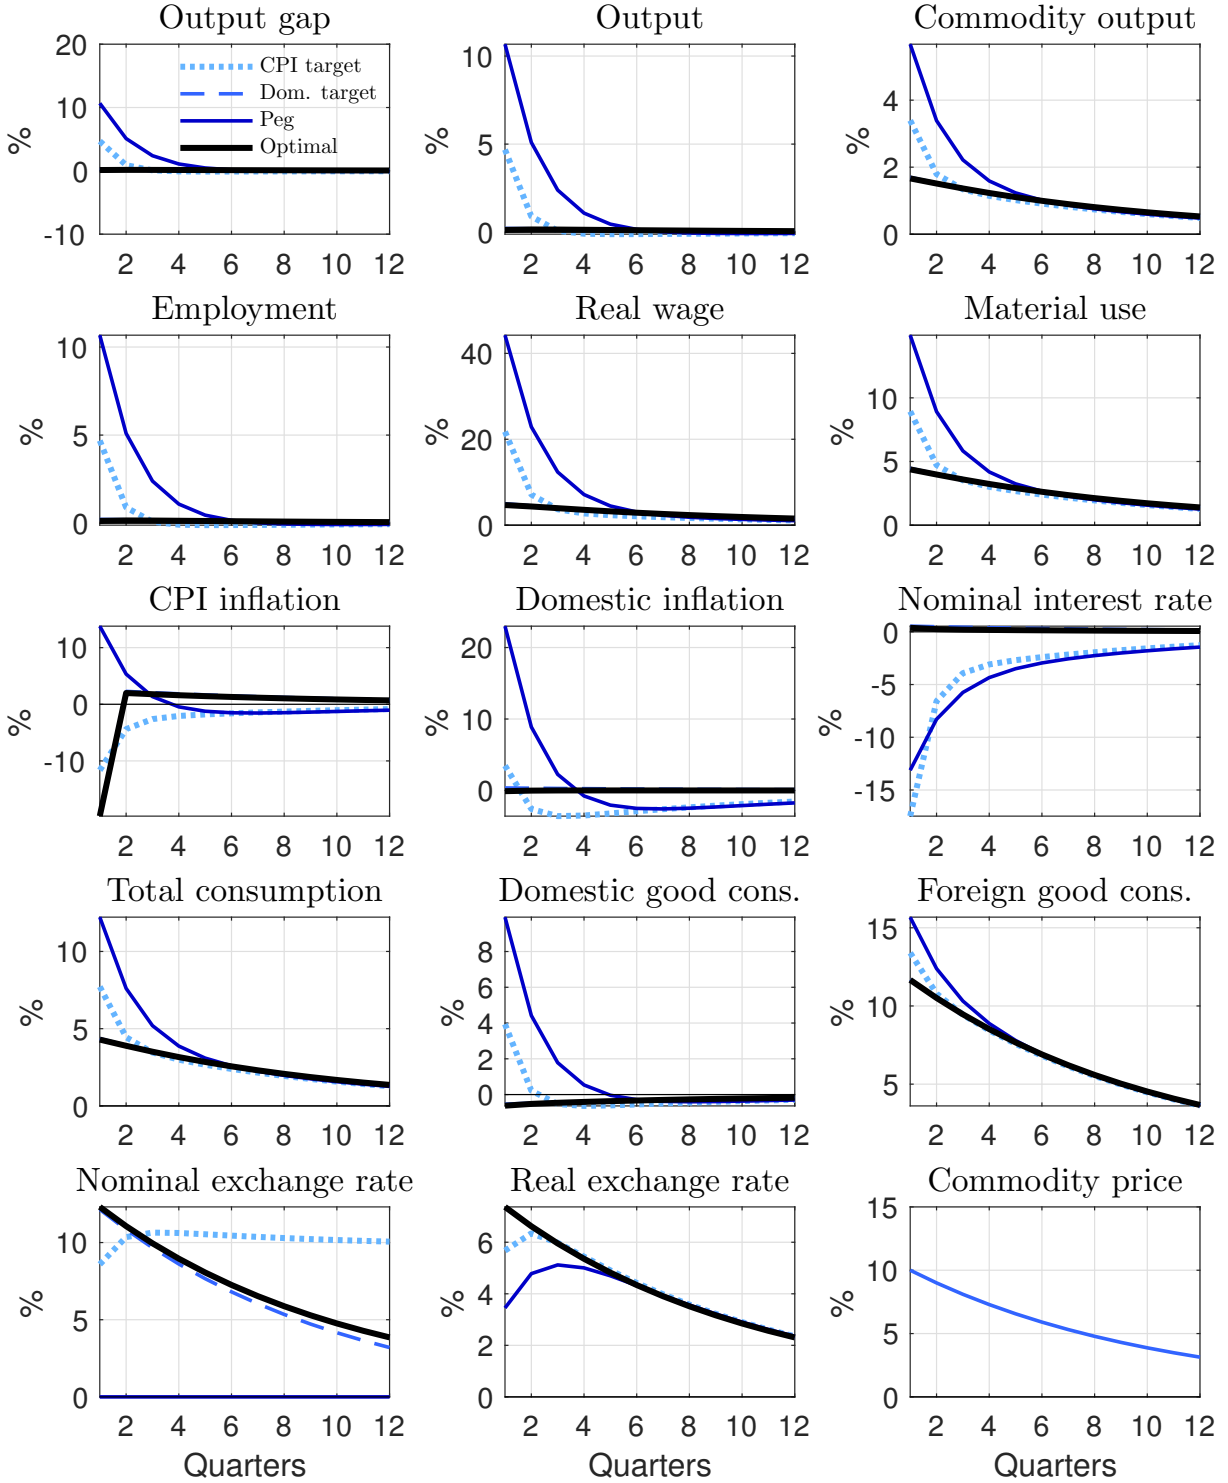 Output gap
20
10
0
-10
%
2 4 6 8 10 12
CPI target
Dom. target
Peg
Optimal
Output
10
5
0
%
2 4 6 8 10 12
Commodity output
4
2
0
%
2 4 6 8 10 12
Employment
10
5
0
%
2 4 6 8 10 12
Real wage
40
20
0
%
2 4 6 8 10 12
Material use
10
5
0
%
2 4 6 8 10 12
CPI inflation
10
0
-10
%
2 4 6 8 10 12
Domestic inflation
20
10
0
%
2 4 6 8 10 12
Nominal interest rate
0
-5
-10
-15
%
2 4 6 8 10 12
Total consumption
10
5
0
%
2 4 6 8 10 12
Domestic good cons.
8
6
4
2
0
%
2 4 6 8 10 12
Foreign good cons.
15
10
5
%
2 4 6 8 10 12
Nominal exchange rate
10
5
0
%
2 4 6 8 10 12
Quarters
Real exchange rate
6
4
2
0
%
2 4 6 8 10 12
Quarters
Commodity price
15
10
5
0
%
2 4 6 8 10 12
Quarters